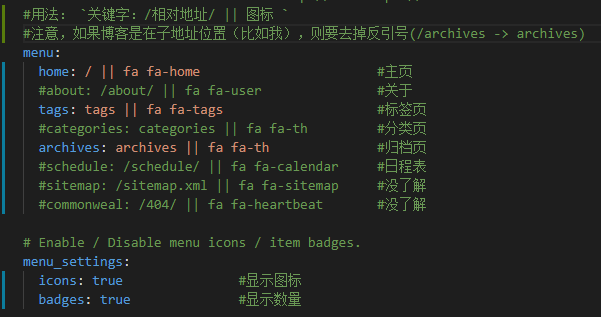 #用法: `关键字: /相对地址/ || 图标 `
#注意，如果博客是在子地址位置（比如我），则要去掉反引号(/archives -> archives)
menu:
home: / || fa fa-home #主页
#about: /about/ || fa fa-user #关于
tags: tags || fa fa-tags #标签页
#categories: categories || fa fa-th #分类页
archives: archives || fa fa-th #归档页
#schedule: /schedule/ || fa fa-calendar #日程表
#sitemap: /sitemap.xml || fa fa-sitemap #没了解
#commonweal: /404/ || fa fa-heartbeat #没了解
# Enable / Disable menu icons / item badges.
menu_settings:
icons: true #显示图标
badges: true #显示数量